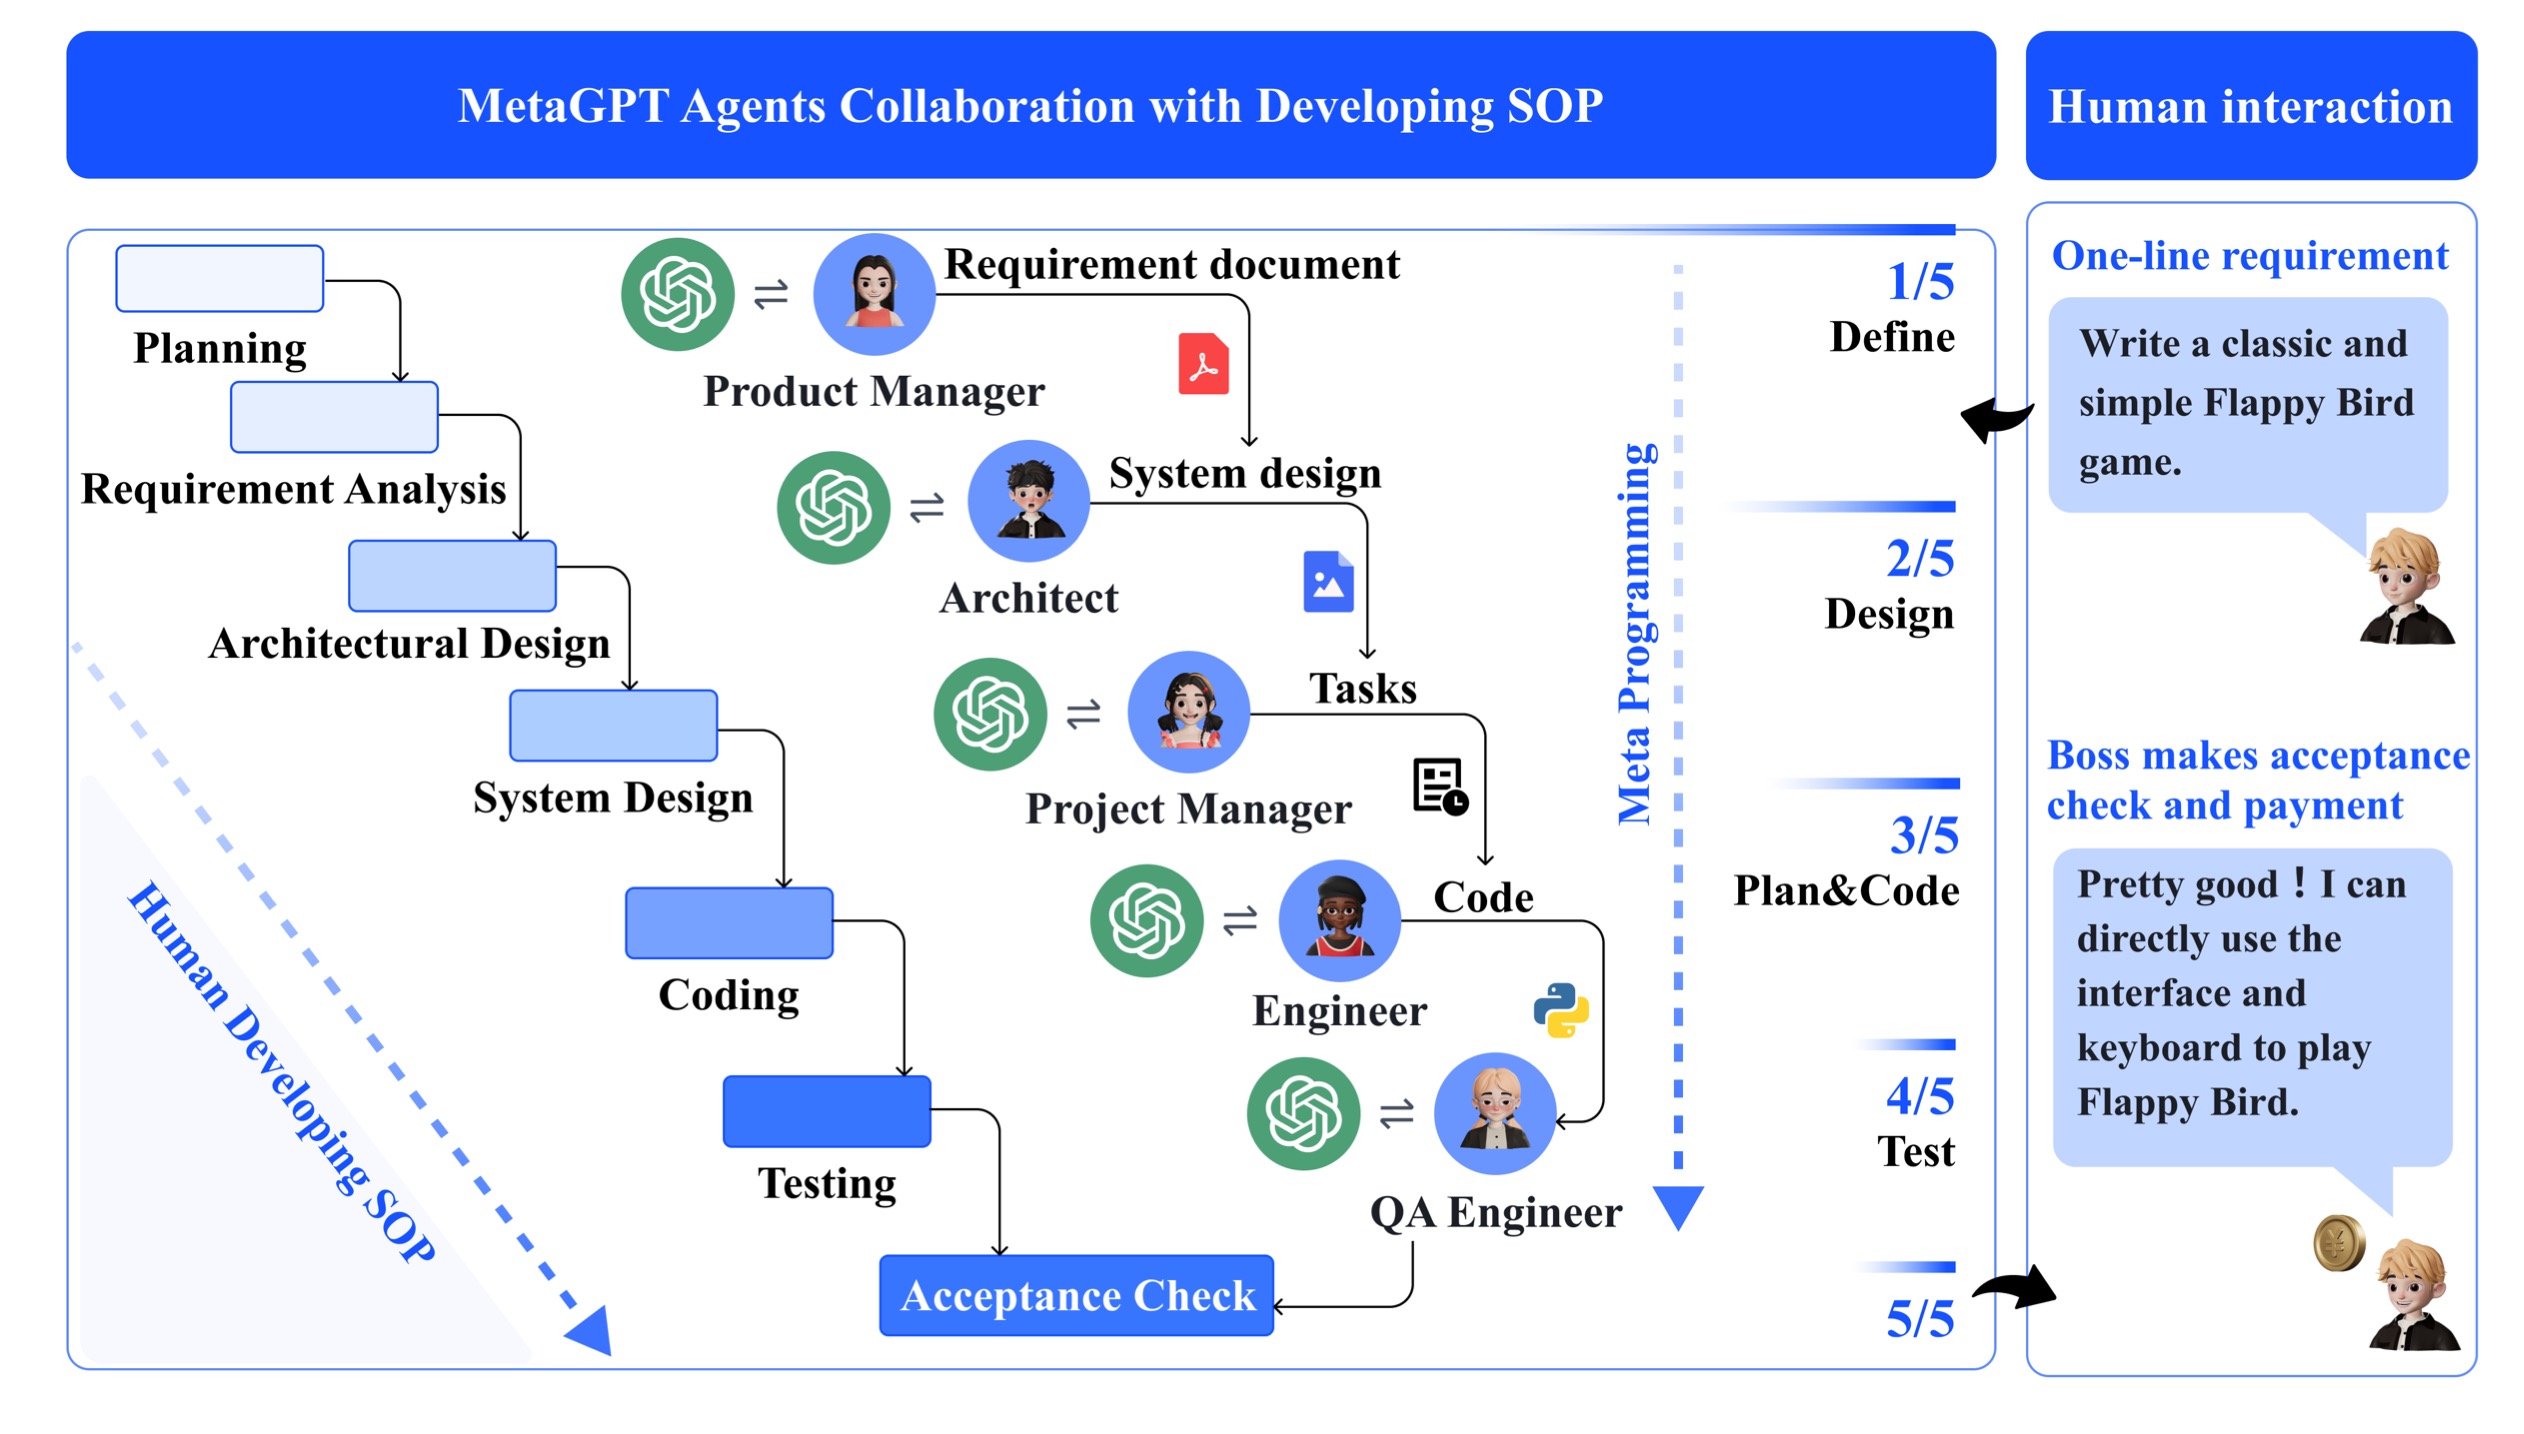 MetaGPT Agents Collaboration with Developing SOP
Human interaction
Planning
Requirement Analysis
Architectural Design
System Design
Coding
Testing
Acceptance Check
Human Developing SOP
Requirement document
Product Manager
System design
Architect
Tasks
Project Manager
Code
Engineer
QA Engineer
Meta Programming
1/5
Define
2/5
Design
3/5
Plan&Code
4/5
Test
5/5
One-line requirement
Write a classic and
simple Flappy Bird
game.
Boss makes acceptance
check and payment
Pretty good！I can
directly use the
interface and
keyboard to play
Flappy Bird.
¥